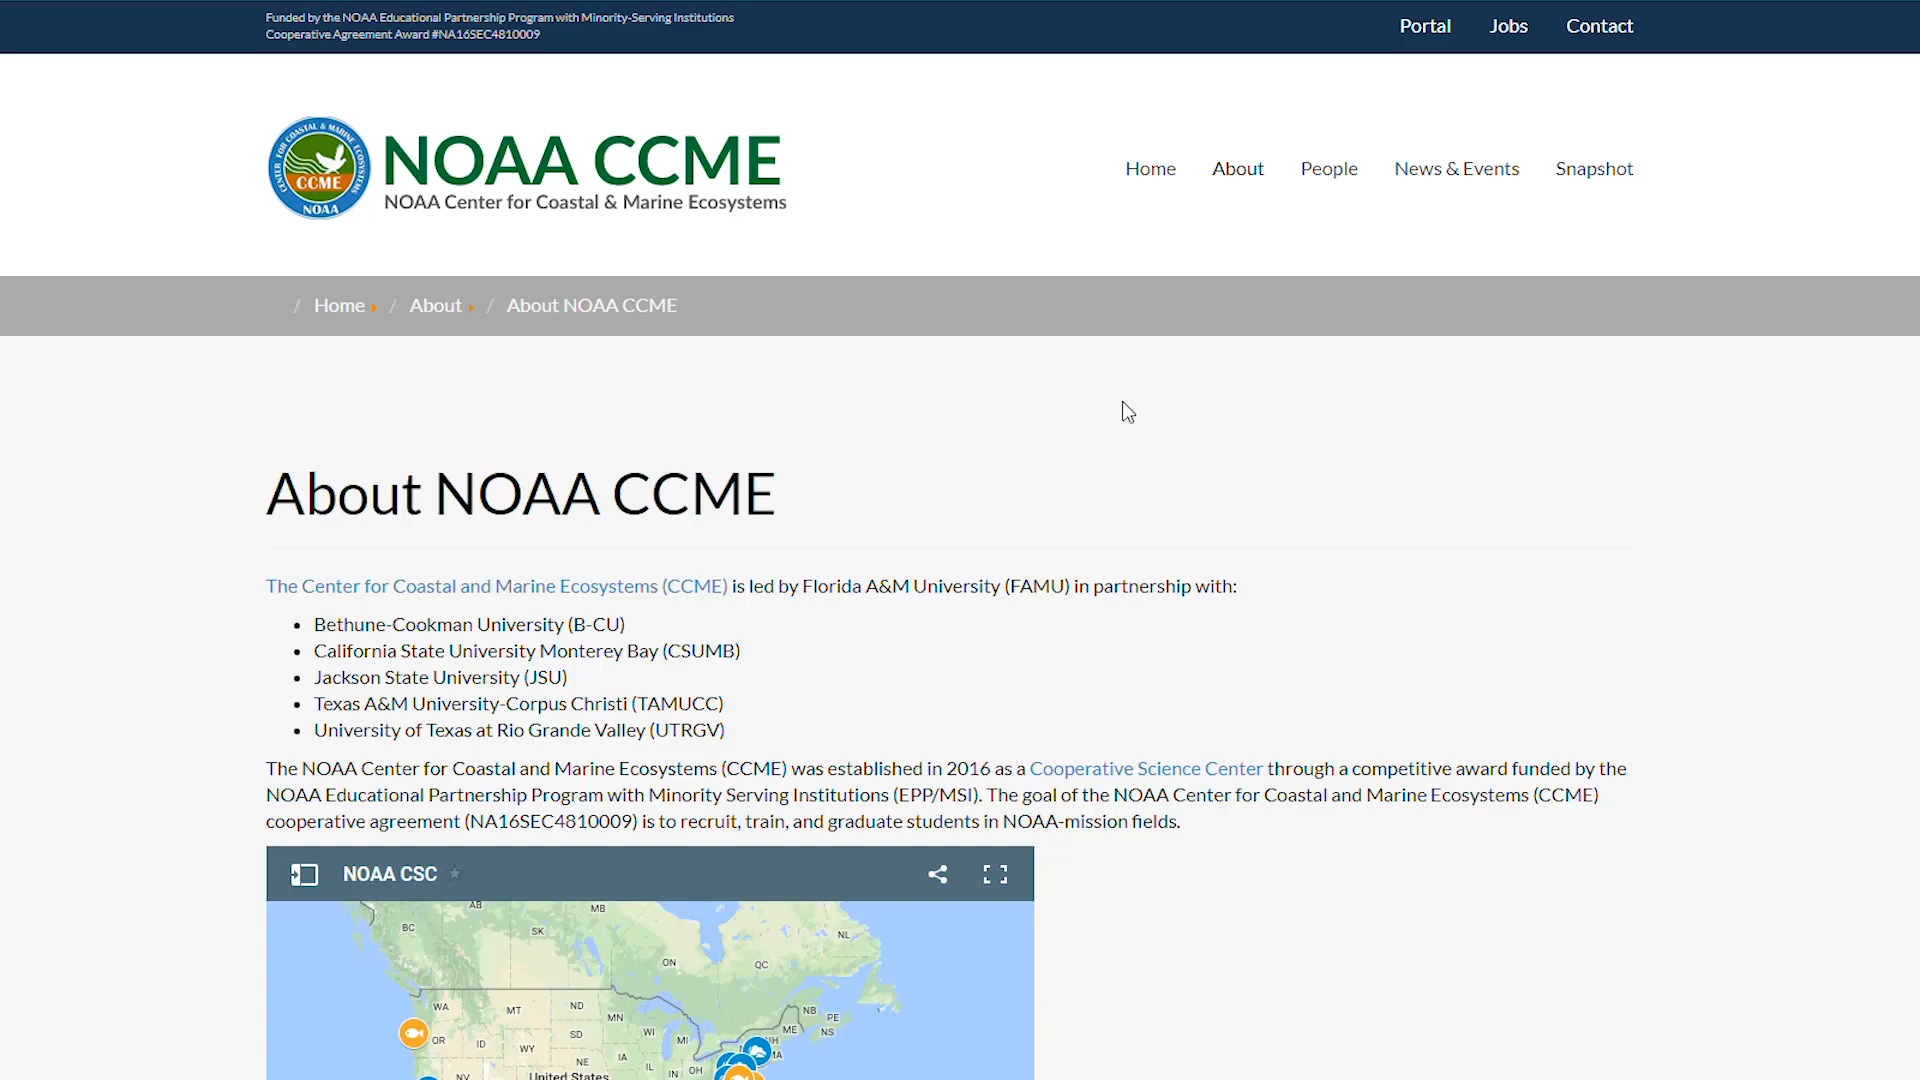 Funded by the NOAA Educational Partnership Program with Minority-Serving Institutions
Cooperative Agreement Award #NA16SEC4810009
Portal Jobs Contact
CENTER FOR COASTAL & MARINE ECOSYSTEMS
CCME
NOAA
NOAA CCME
NOAA Center for Coastal & Marine Ecosystems
Home About People News & Events Snapshot
/ Home / About / About NOAA CCME
About NOAA CCME
The Center for Coastal and Marine Ecosystems (CCME) is led by Florida A&M University (FAMU) in partnership with:
• Bethune-Cookman University (B-CU)
• California State University Monterey Bay (CSUMB)
• Jackson State University (JSU)
• Texas A&M University-Corpus Christi (TAMUCC)
• University of Texas at Rio Grande Valley (UTRGV)
The NOAA Center for Coastal and Marine Ecosystems (CCME) was established in 2016 as a Cooperative Science Center through a competitive award funded by the
NOAA Educational Partnership Program with Minority Serving Institutions (EPP/MSI). The goal of the NOAA Center for Coastal and Marine Ecosystems (CCME)
cooperative agreement (NA16SEC4810009) is to recruit, train, and graduate students in NOAA-mission fields.
NOAA CSC
AB MB
BC SK NL
ON QC
WA MT ND NB PE
MN ME NS
OR ID SD WI MI
WY IA
NE IL IN OH
NV United States